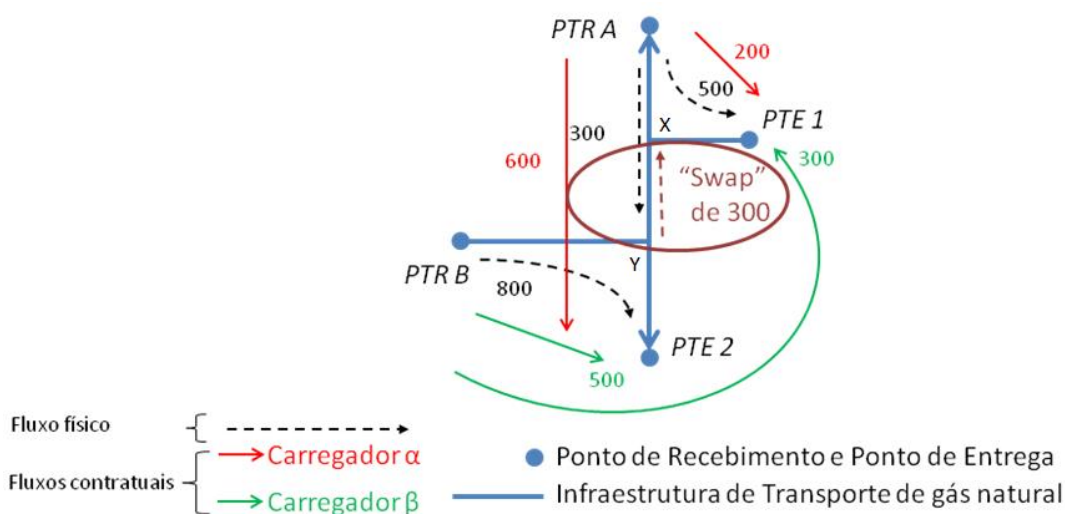 PTR A
200
500
PTE 1
X
300
300
600
“Swap”
de 300
PTR B
Y
800
PTE 2
500
Fluxo físico
Fluxos contratuais
Carregador α
Carregador β
Ponto de Recebimento e Ponto de Entrega
Infraestrutura de Transporte de gás natural